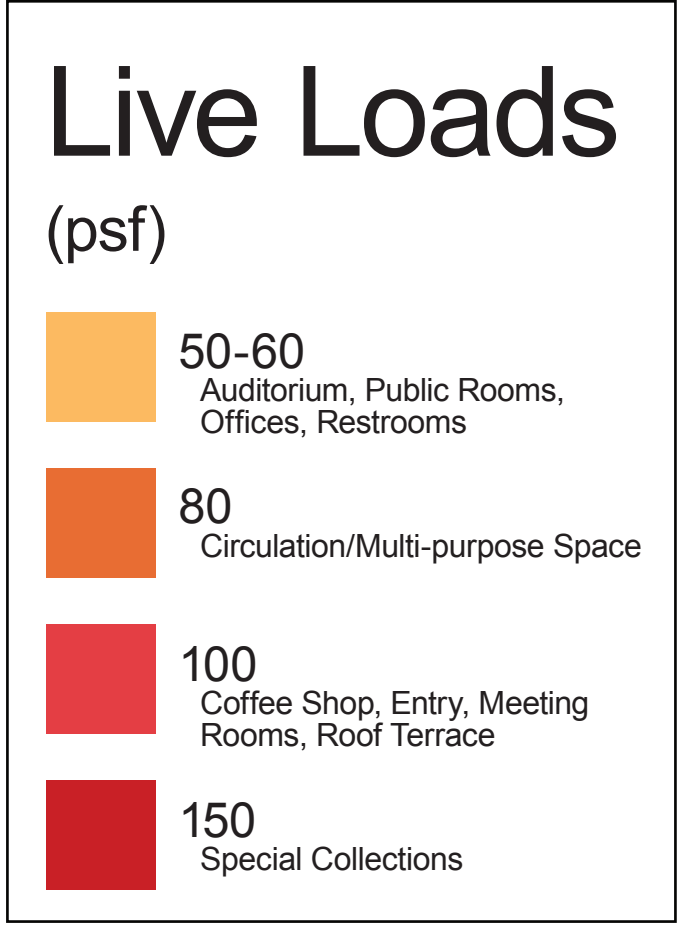 Live Loads
(psf)
50-60
Auditorium, Public Rooms,
Offices, Restrooms
80
Circulation/Multi-purpose Space
100
Coffee Shop, Entry, Meeting
Rooms, Roof Terrace
150
Special Collections